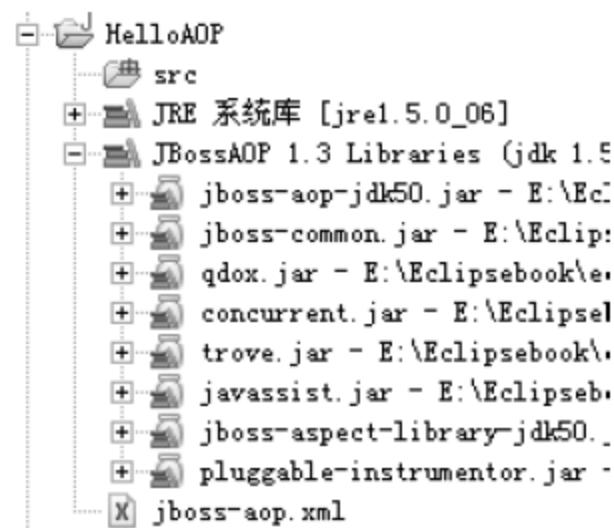 HelloAOP
src
JRE 系统库 [jre1.5.0_06]
JBossAOP 1.3 Libraries (jdk 1.5
jboss-aop-jdk50.jar - E:\Ecl
jboss-common.jar - E:\Eclip
qdox.jar - E:\Eclipsebook\e
concurrent.jar - E:\Eclipse
trove.jar - E:\Eclipsebook\
javassist.jar - E:\Eclipseb
jboss-aspect-library-jdk50.
pluggable-instrumentor.jar -
jboss-aop.xml